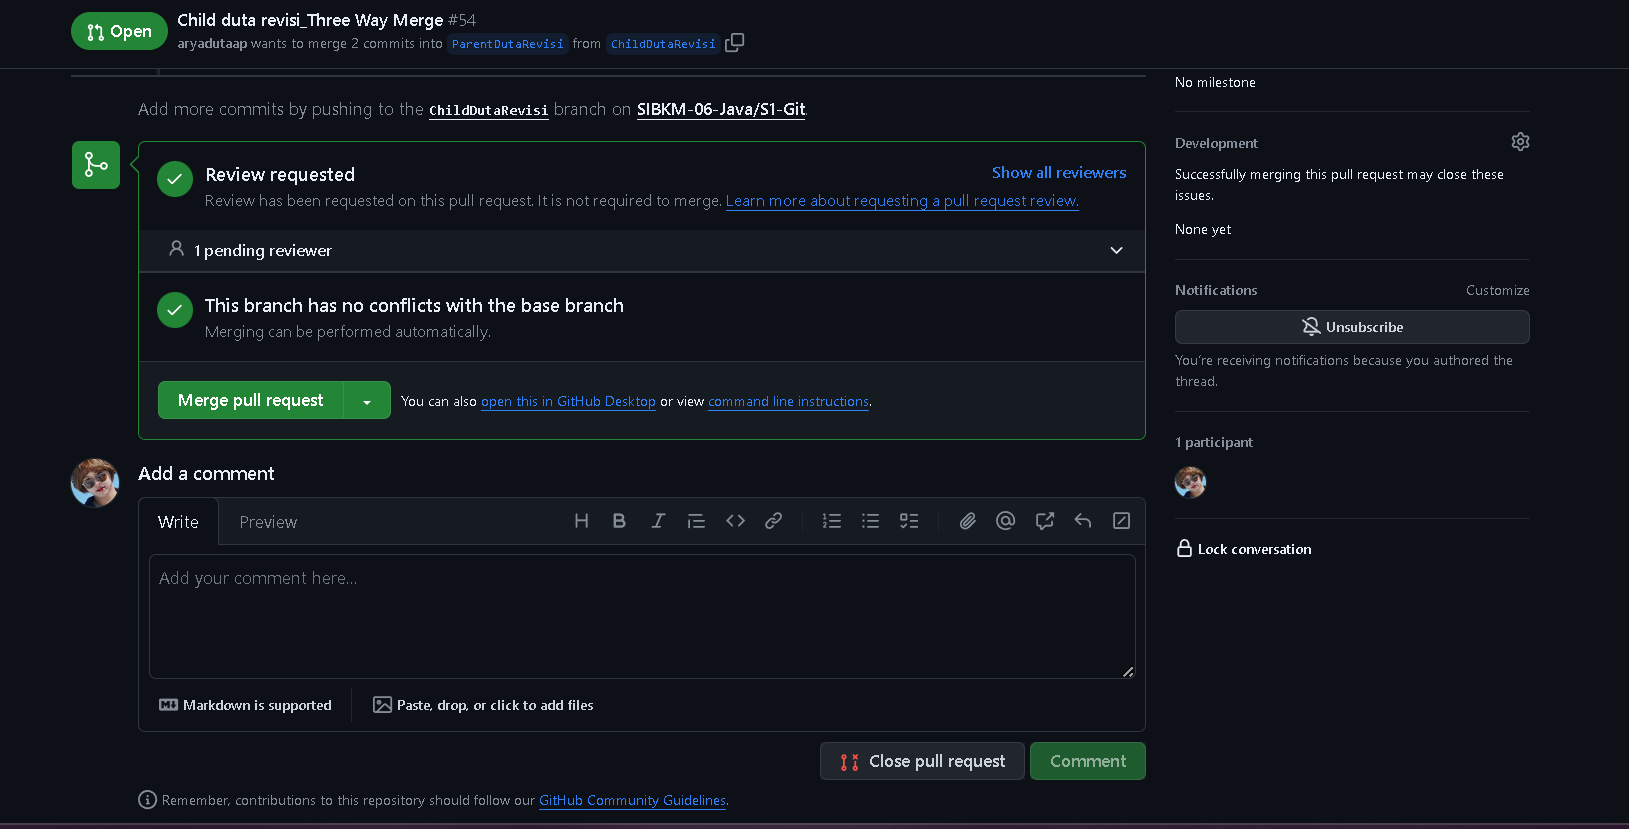 Open
Child duta revisi_Three Way Merge #54
aryadutaap wants to merge 2 commits into ParentDutaRevisi from ChildDutaRevisi
Add more commits by pushing to the ChildDutaRevisi branch on SIBKM-06-Java/S1-Git.
Review requested
Show all reviewers
Review has been requested on this pull request. It is not required to merge. Learn more about requesting a pull request review.
1 pending reviewer
This branch has no conflicts with the base branch
Merging can be performed automatically.
Merge pull request
You can also open this in GitHub Desktop or view command line instructions.
Add a comment
Write
Preview
Add your comment here...
Markdown is supported
Paste, drop, or click to add files
Close pull request
Comment
Remember, contributions to this repository should follow our GitHub Community Guidelines.
No milestone
Development
Successfully merging this pull request may close these
issues.
None yet
Notifications
Customize
Unsubscribe
You're receiving notifications because you authored the
thread.
1 participant
Lock conversation